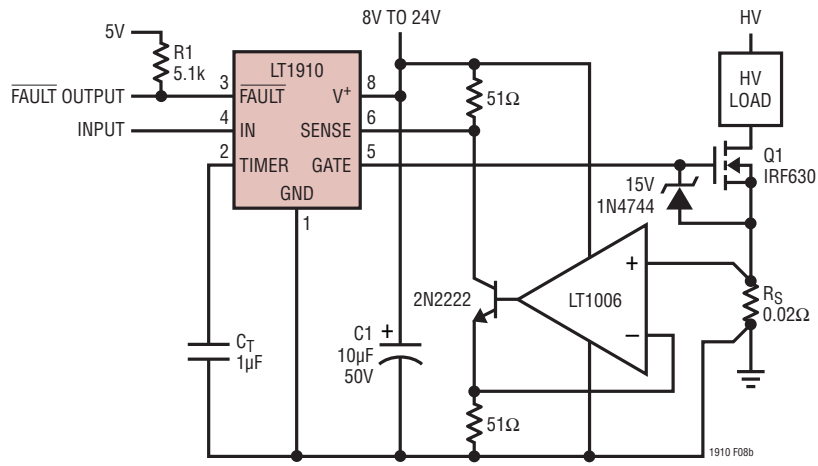 8V TO 24V
HV
5V
R1
5.1k
LT1910
HV
LOAD
3
FAULT
V+
8
51Ω
FAULT OUTPUT
INPUT
4
IN
SENSE
6
2
TIMER
GATE
5
Q1
IRF630
GND
1
15V
1N4744
+
LT1006
−
2N2222
RS
0.02Ω
CT
1µF
C1
+
10µF
50V
51Ω
1910 F08b